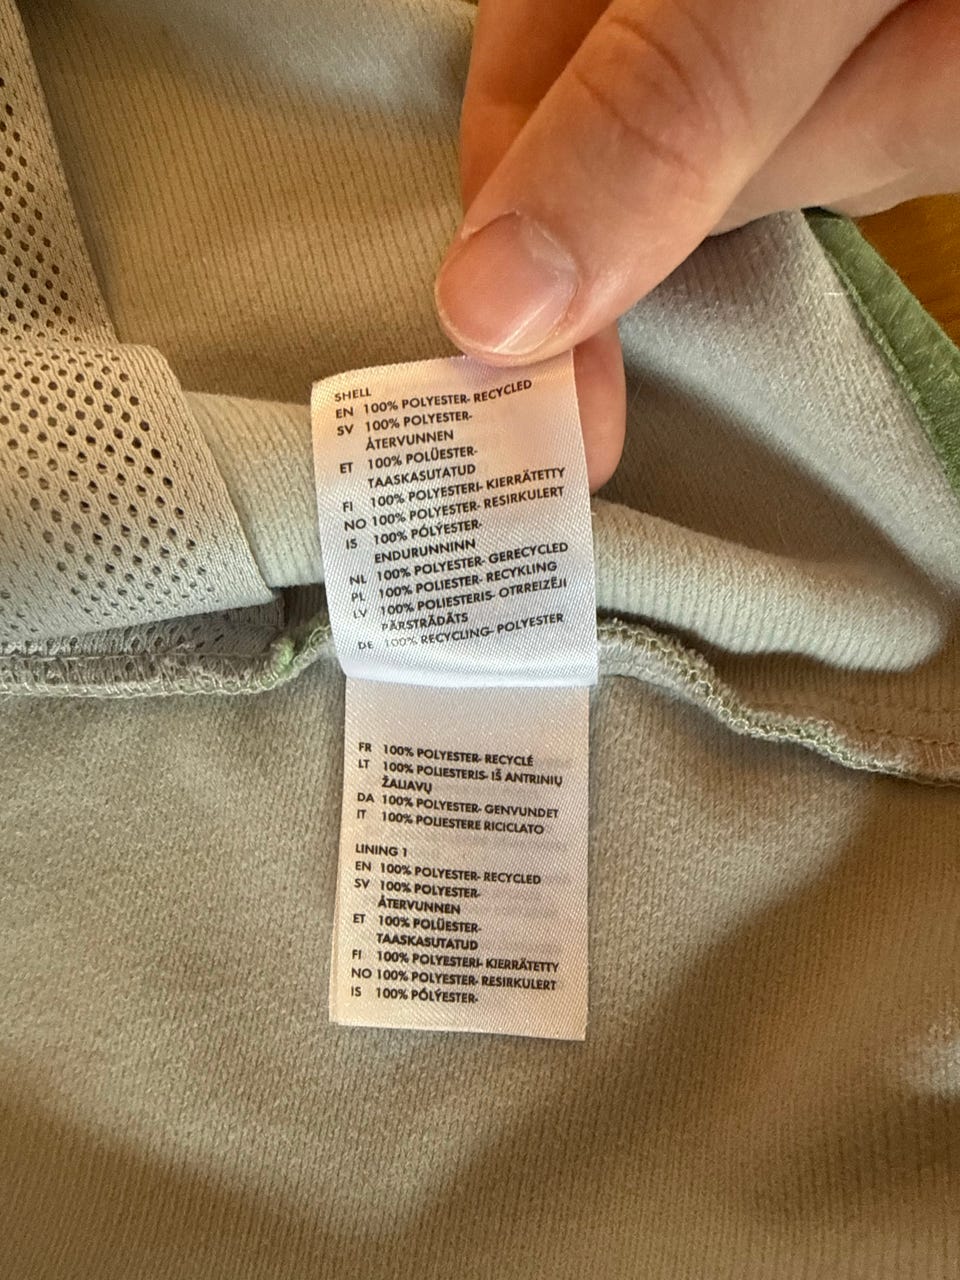 SHELL
EN 100% POLYESTER- RECYCLED
SV 100% POLYESTER-
ÅTERVUNNEN
ET 100% POLÜESTER-
TAASKASUTATUD
FI 100% POLYESTERI- KIERRÄTETTY
NO 100% POLYESTER- RESIRKULERT
IS 100% PÓLÝESTER-
ENDURUNNINN
NL 100% POLYESTER- GERECYCLED
PL 100% POLIESTER- RECYKLING
LV 100% POLIESTERIS- OTRREIZĒJI
PĀRSTRĀDĀTS
DE 100% RECYCLING- POLYESTER
FR 100% POLYESTER- RECYCLÉ
LT 100% POLIESTERIS- IŠ ANTRINIŲ
ŽALIAVŲ
DA 100% POLYESTER- GENVUNDET
IT 100% POLIESTERE RICICLATO
LINING 1
EN 100% POLYESTER- RECYCLED
SV 100% POLYESTER-
ÅTERVUNNEN
ET 100% POLÜESTER-
TAASKASUTATUD
FI 100% POLYESTERI- KIERRÄTETTY
NO 100% POLYESTER- RESIRKULERT
IS 100% PÓLÝESTER-